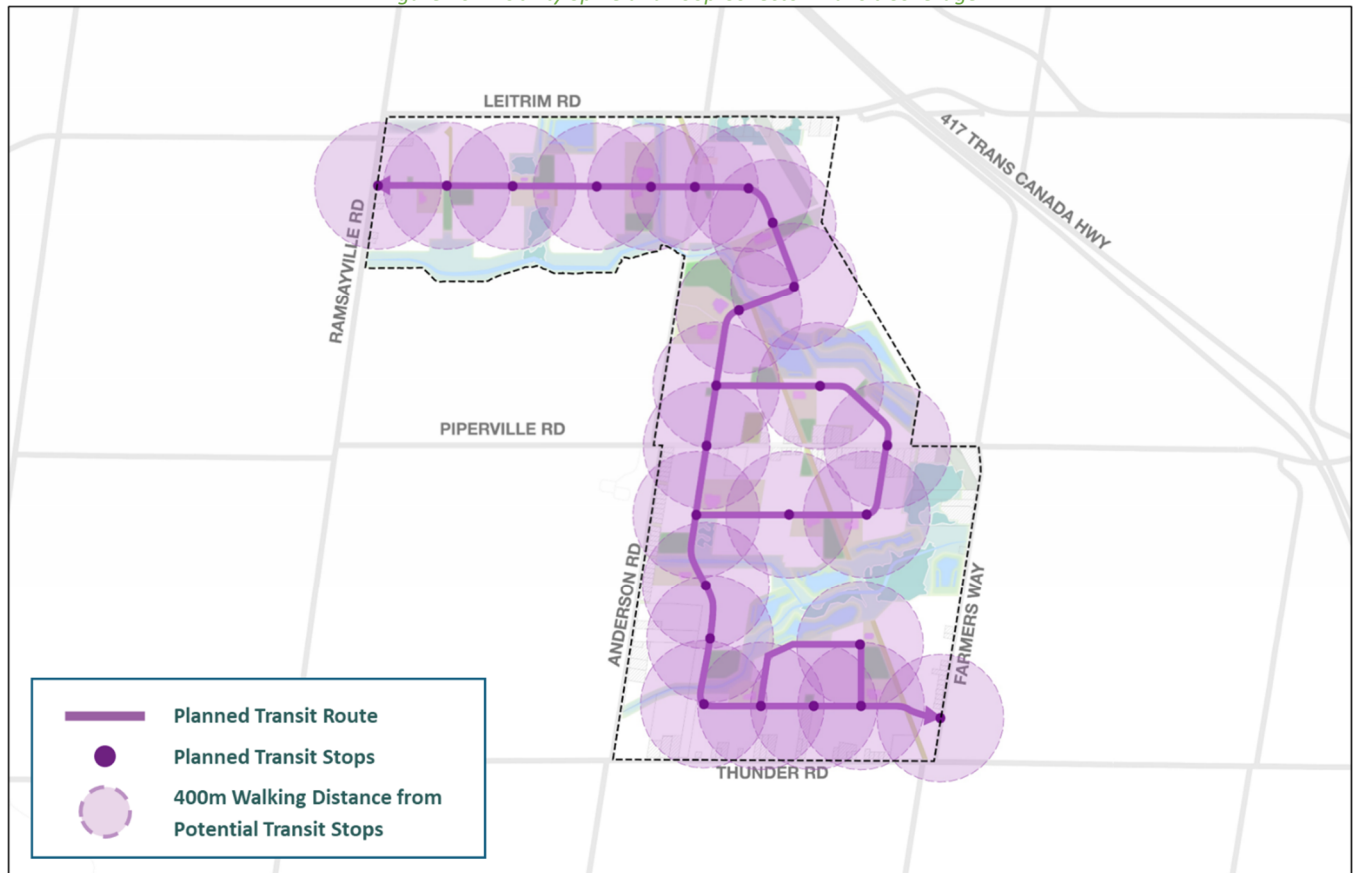 LEITRIM RD
417 TRANS CANADA HWY
RAMSAYVILLE RD
PIPERVILLE RD
ANDERSON RD
FARMERS WAY
THUNDER RD
Planned Transit Route
Planned Transit Stops
400m Walking Distance from
Potential Transit Stops